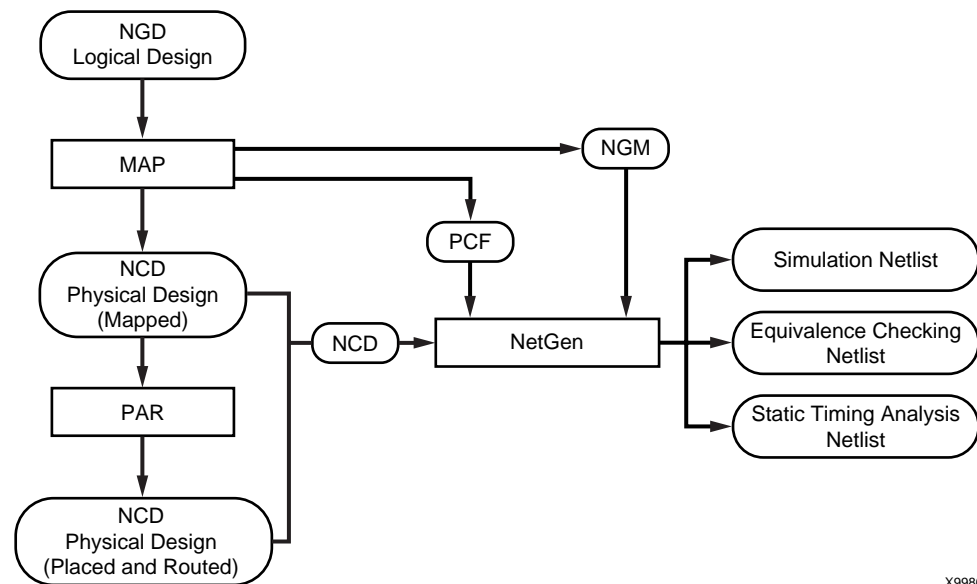 NGD
Logical Design
MAP
NGM
PCF
NCD
Physical Design
(Mapped)
NCD
NetGen
Simulation Netlist
Equivalence Checking
Netlist
Static Timing Analysis
Netlist
PAR
NCD
Physical Design
(Placed and Routed)